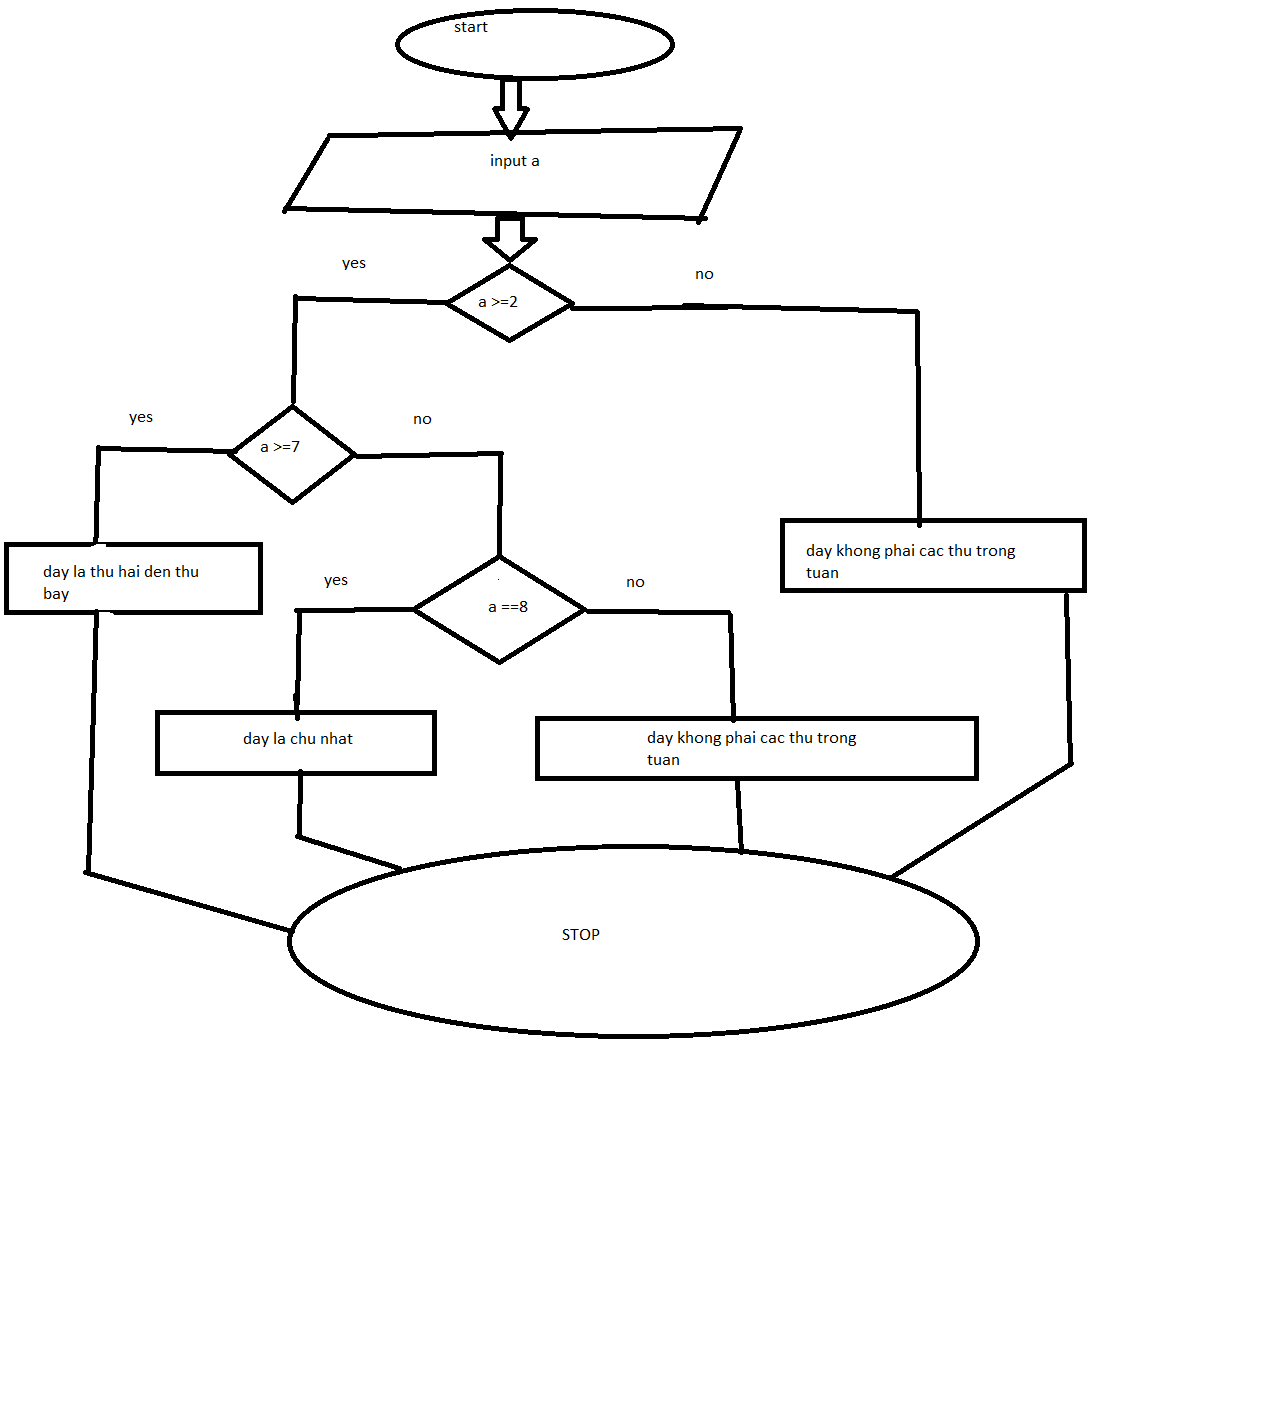 start
input a
yes
no
a >=2
yes
no
a >=7
day khong phai cac thu trong
tuan
day la thu hai den thu
bay
yes
no
a ==8
day la chu nhat
day khong phai cac thu trong
tuan
STOP